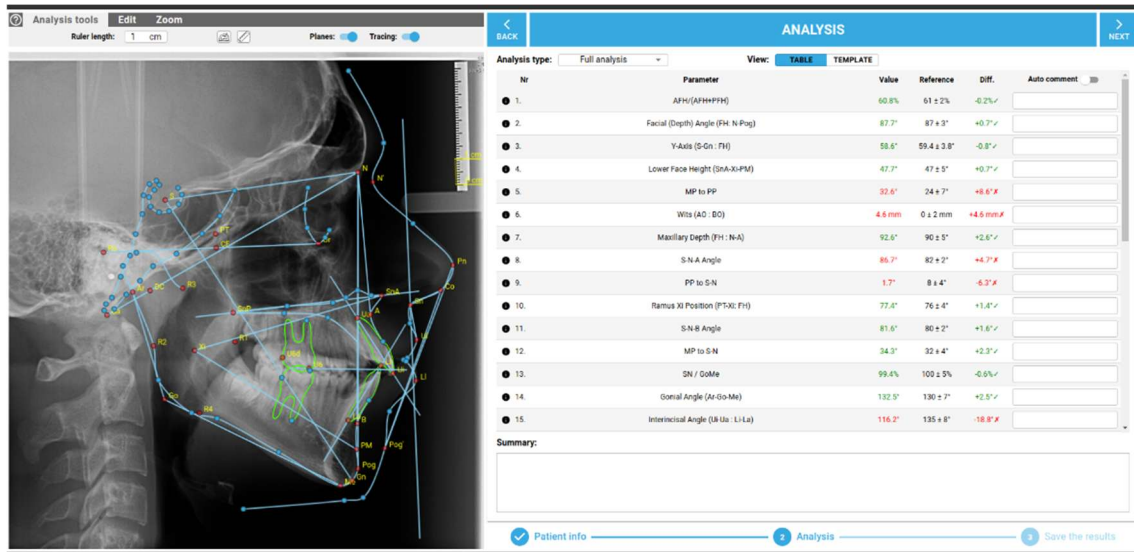 Analysis tools Edit Zoom
Ruler length: 1 cm Planes: Tracing:
BACK
ANALYSIS
NEXT
Analysis type: Full analysis View: TABLE TEMPLATE
Nr Parameter Value Reference Diff. Auto comment
1. AFH/(AFH+PFH) 60.8% 61 ± 2% -0.2%✓
2. Facial (Depth) Angle (FH: N-Pog) 87.7° 87 ± 3° +0.7°✓
3. Y-Axis (S-Gn : FH) 58.6° 59.4 ± 3.8° -0.8°✓
4. Lower Face Height (SnA-Xi-PM) 47.7° 47 ± 5° +0.7°✓
5. MP to PP 32.6° 24 ± 7° +8.6°✗
6. Wits (AO : BO) 4.6 mm 0 ± 2 mm +4.6 mm✗
7. Maxillary Depth (FH : N-A) 92.6° 90 ± 5° +2.6°✓
8. S-N-A Angle 86.7° 82 ± 2° +4.7°✗
9. PP to S-N 1.7° 8 ± 4° -6.3°✗
10. Ramus XI Position (PT-Xi: FH) 77.4° 76 ± 4° +1.4°✓
11. S-N-B Angle 81.6° 80 ± 2° +1.6°✓
12. MP to S-N 34.3° 32 ± 4° +2.3°✓
13. SN / GoMe 99.4% 100 ± 5% -0.6%✓
14. Gonial Angle (Ar-Go-Me) 132.5° 130 ± 7° +2.5°✓
15. Interincisal Angle (Ui-Ua : Li-La) 116.2° 135 ± 8° -18.8°✗
Summary:
Patient info
2 Analysis
3 Save the results
N
N'
S
PT
CF
Or
Pn
Co
DC
R3
SnA
A
Ua
R1
R2
Xi
Go
R4
B
PM
Pog
Pog'
Gn
Me
Li